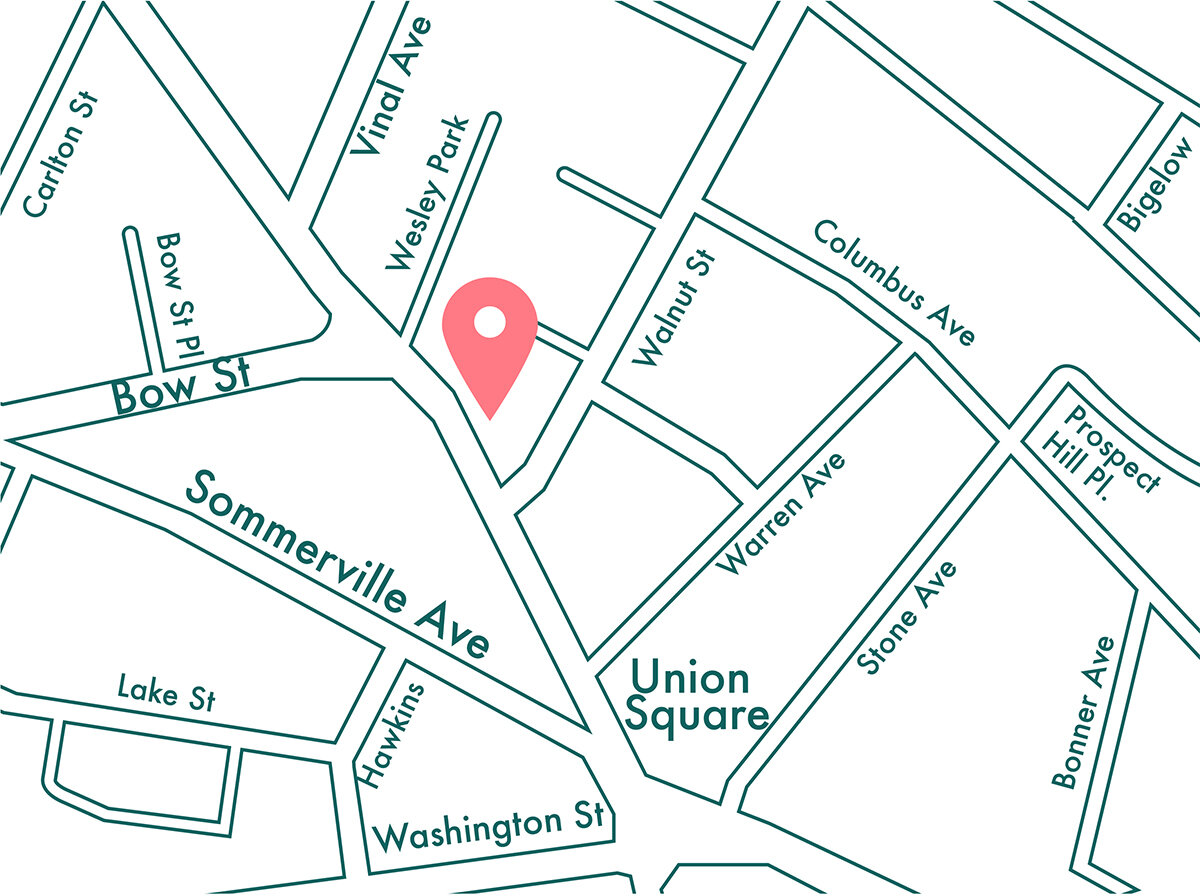 Vinal Ave
Carlton St
Wesley Park
Bigelow
Bow St Pl
Columbus Ave
Walnut St
Bow St
Prospect
Hill Pl.
Warren Ave
Sommerville Ave
Stone Ave
Union
Square
Lake St
Hawkins
Bonner Ave
Washington St